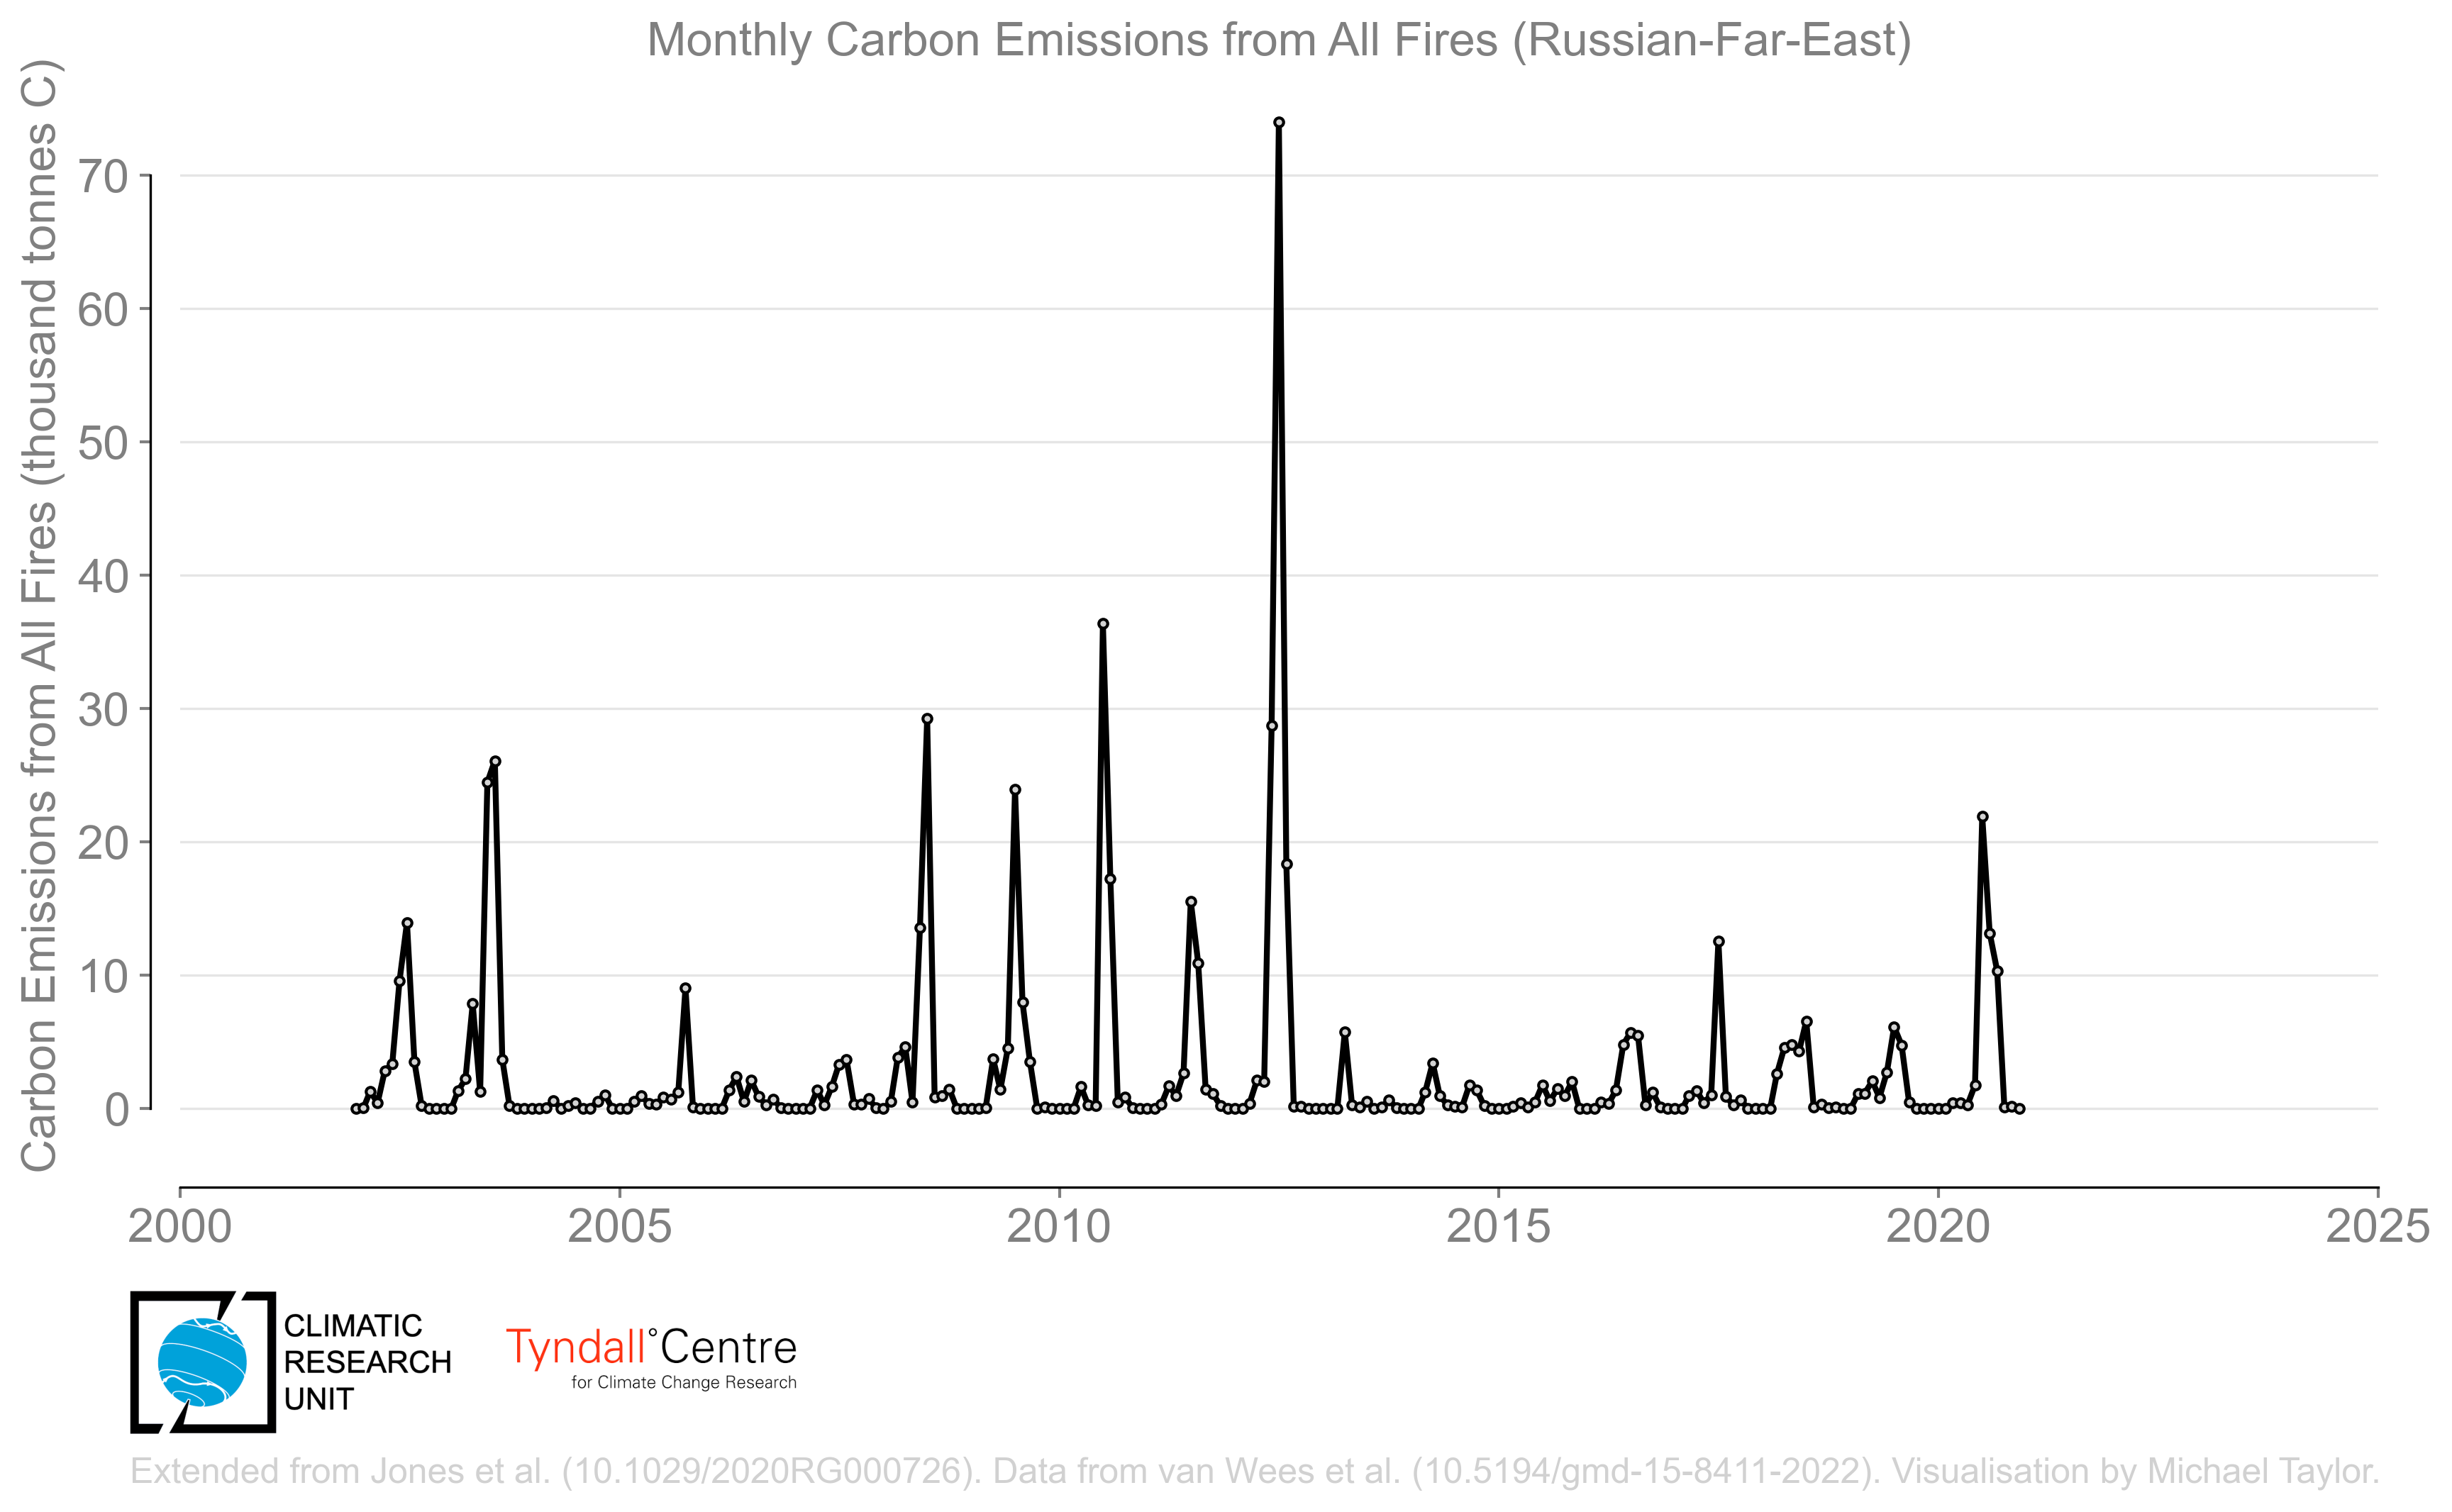 Monthly Carbon Emissions from All Fires (Russian-Far-East)
Carbon Emissions from All Fires (thousand tonnes C)
70
60
50
40
30
20
10
0
2000 2005 2010 2015 2020 2025
CLIMATIC
RESEARCH
UNIT
Tyndall°Centre
for Climate Change Research
Extended from Jones et al. (10.1029/2020RG000726). Data from van Wees et al. (10.5194/gmd-15-8411-2022). Visualisation by Michael Taylor.